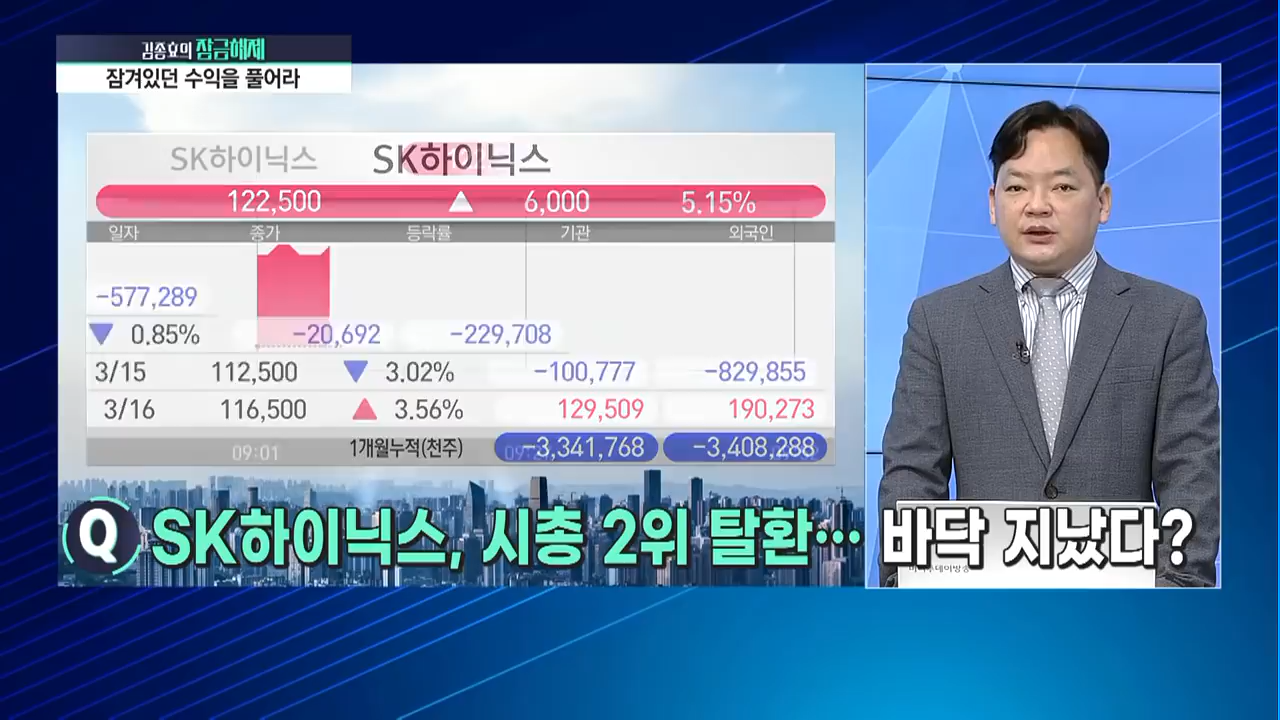 김종효의 잠금해제
잠겨있던 수익을 풀어라
SK하이닉스 SK하이닉스
122,500 ▲ 6,000 5.15%
일자 종가 등락률 기관 외국인
-577,289
▼ 0.85% -20,692 -229,708
3/15 112,500 ▼ 3.02% -100,777 -829,855
3/16 116,500 ▲ 3.56% 129,509 190,273
09:01 1개월누적(천주) -3,341,768 -3,408,288
Q SK하이닉스, 시총 2위 탈환… 바닥 지났다?